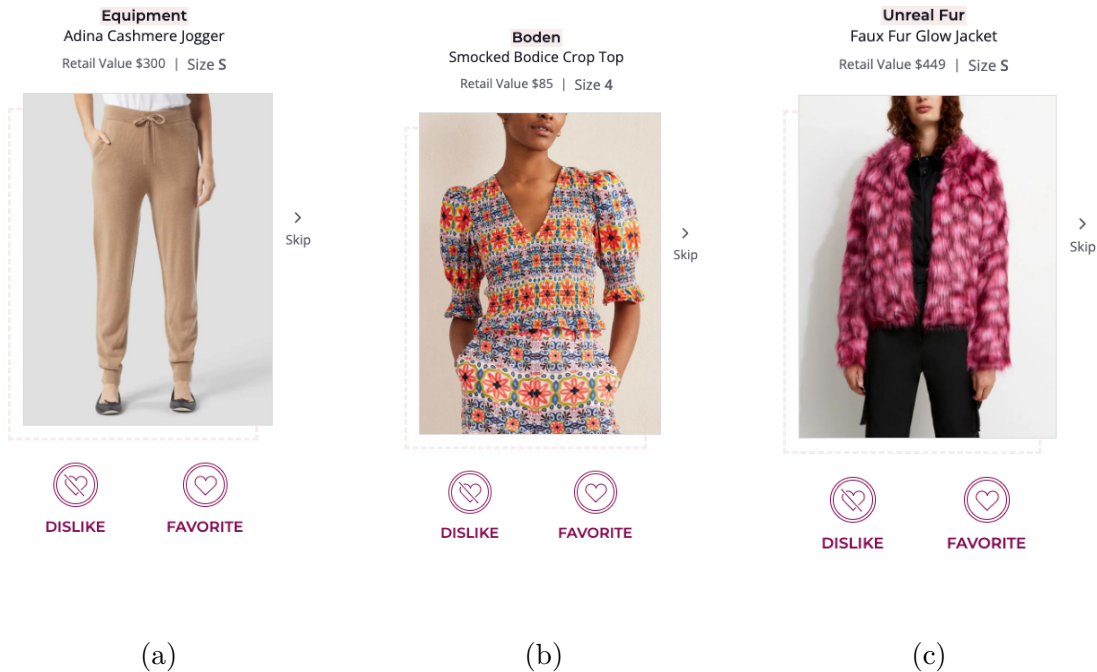 Equipment
Adina Cashmere Jogger
Retail Value $300 | Size S
Skip
DISLIKE FAVORITE
(a)
Boden
Smocked Bodice Crop Top
Retail Value $85 | Size 4
Skip
DISLIKE FAVORITE
(b)
Unreal Fur
Faux Fur Glow Jacket
Retail Value $449 | Size S
Skip
DISLIKE FAVORITE
(c)